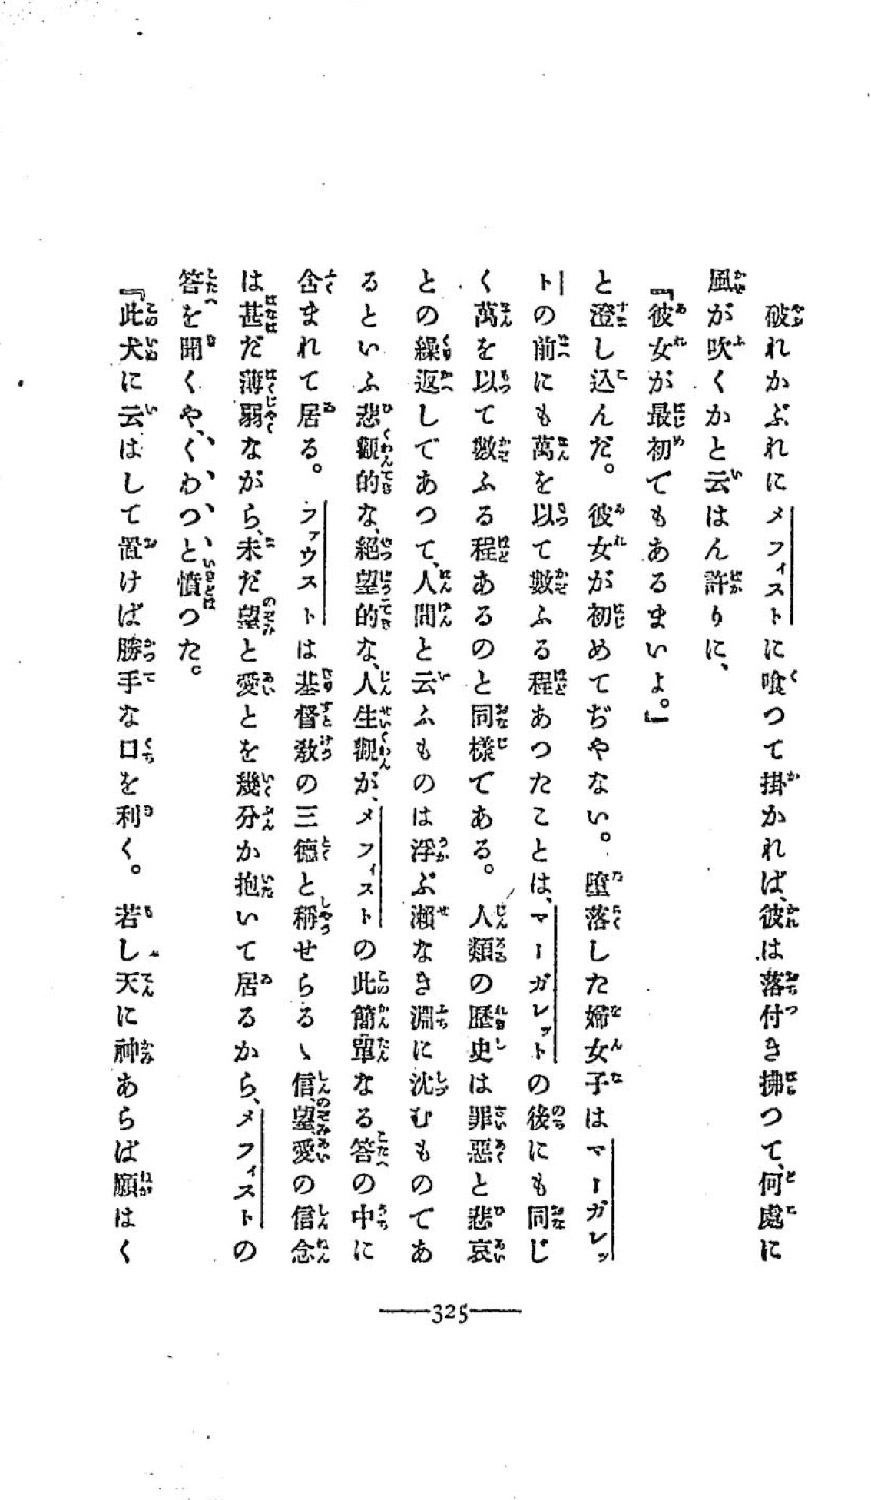 破れかぶれにメフィストに喰つて掛かれば、彼は落付き拂つて、何處に
風が吹くかと云はん許りに、
『彼女が最初でもあるまいよ。』
と澄し込んだ。彼女が初めてぢやない。墮落した婦女子はマーガレッ
トの前にも萬を以て數ふる程あつたことは、マーガレットの後にも同じ
く萬を以て數ふる程あるのと同樣である。人類の歷史は罪惡と悲哀
との繰返しであつて、人間と云ふものは浮ぶ瀨なき淵に沈むものであ
るといふ悲觀的な、絕望的な、人生觀が、メフィストの此簡單なる答の中に
含まれて居る。ファウストは基督敎の三德と稱せらるゝ信、望、愛の信念
は甚だ薄弱ながら、未だ望と愛とを幾分か抱いて居るから、メフィストの
答を聞くや、くわつと憤つた。
『此犬に云はして置けば勝手な口を利く。若し天に神あらば願はく
325